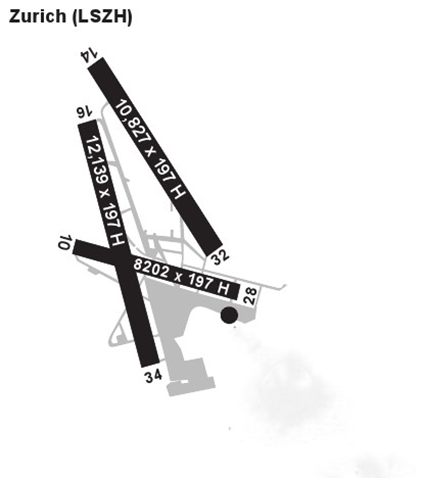 Zurich (LSZH)
14
10,827 x 197 H
32
16
12,139 x 197 H
34
10
8202 x 197 H
28